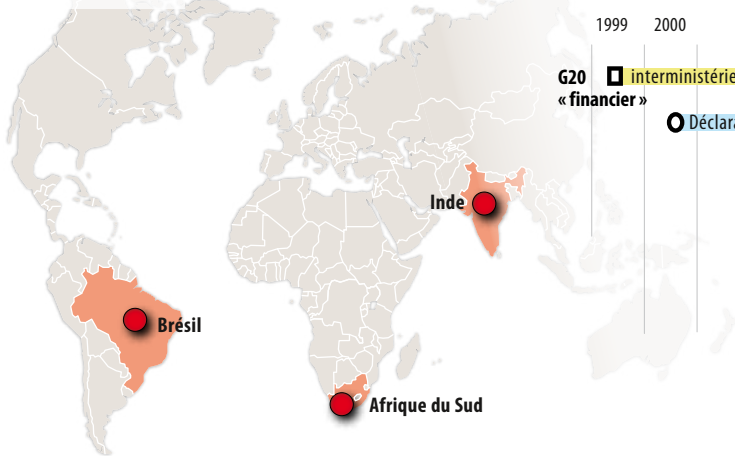 1999 2000
G20 interministérie
« financier »
Déclara
Inde
Brésil
Afrique du Sud